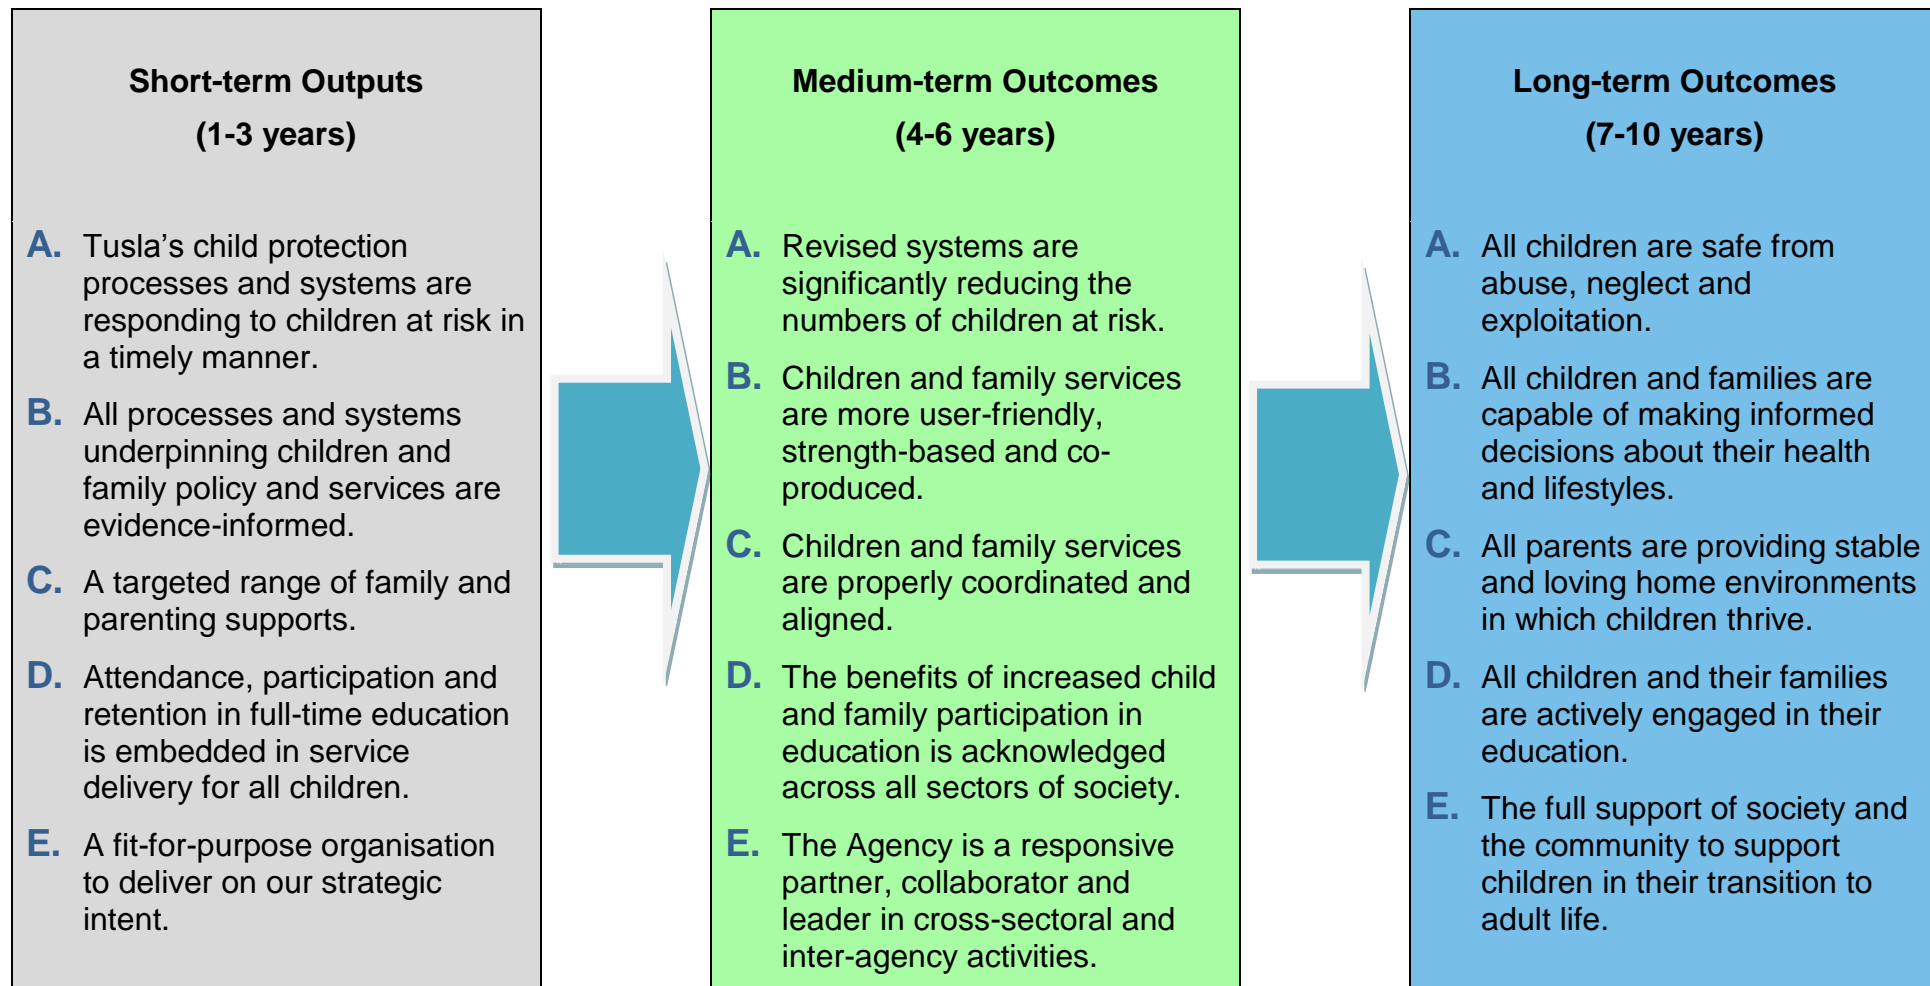 Short-term Outputs
(1-3 years)
A. Tusla's child protection
processes and systems are
responding to children at risk in
a timely manner.
B. All processes and systems
underpinning children and
family policy and services are
evidence-informed.
C. A targeted range of family and
parenting supports.
D. Attendance, participation and
retention in full-time education
is embedded in service
delivery for all children.
E. A fit-for-purpose organisation
to deliver on our strategic
intent.
Medium-term Outcomes
(4-6 years)
A. Revised systems are
significantly reducing the
numbers of children at risk.
B. Children and family services
are more user-friendly,
strength-based and co-
produced.
C. Children and family services
are properly coordinated and
aligned.
D. The benefits of increased child
and family participation in
education is acknowledged
across all sectors of society.
E. The Agency is a responsive
partner, collaborator and
leader in cross-sectoral and
inter-agency activities.
Long-term Outcomes
(7-10 years)
A. All children are safe from
abuse, neglect and
exploitation.
B. All children and families are
capable of making informed
decisions about their health
and lifestyles.
C. All parents are providing stable
and loving home environments
in which children thrive.
D. All children and their families
are actively engaged in their
education.
E. The full support of society and
the community to support
children in their transition to
adult life.